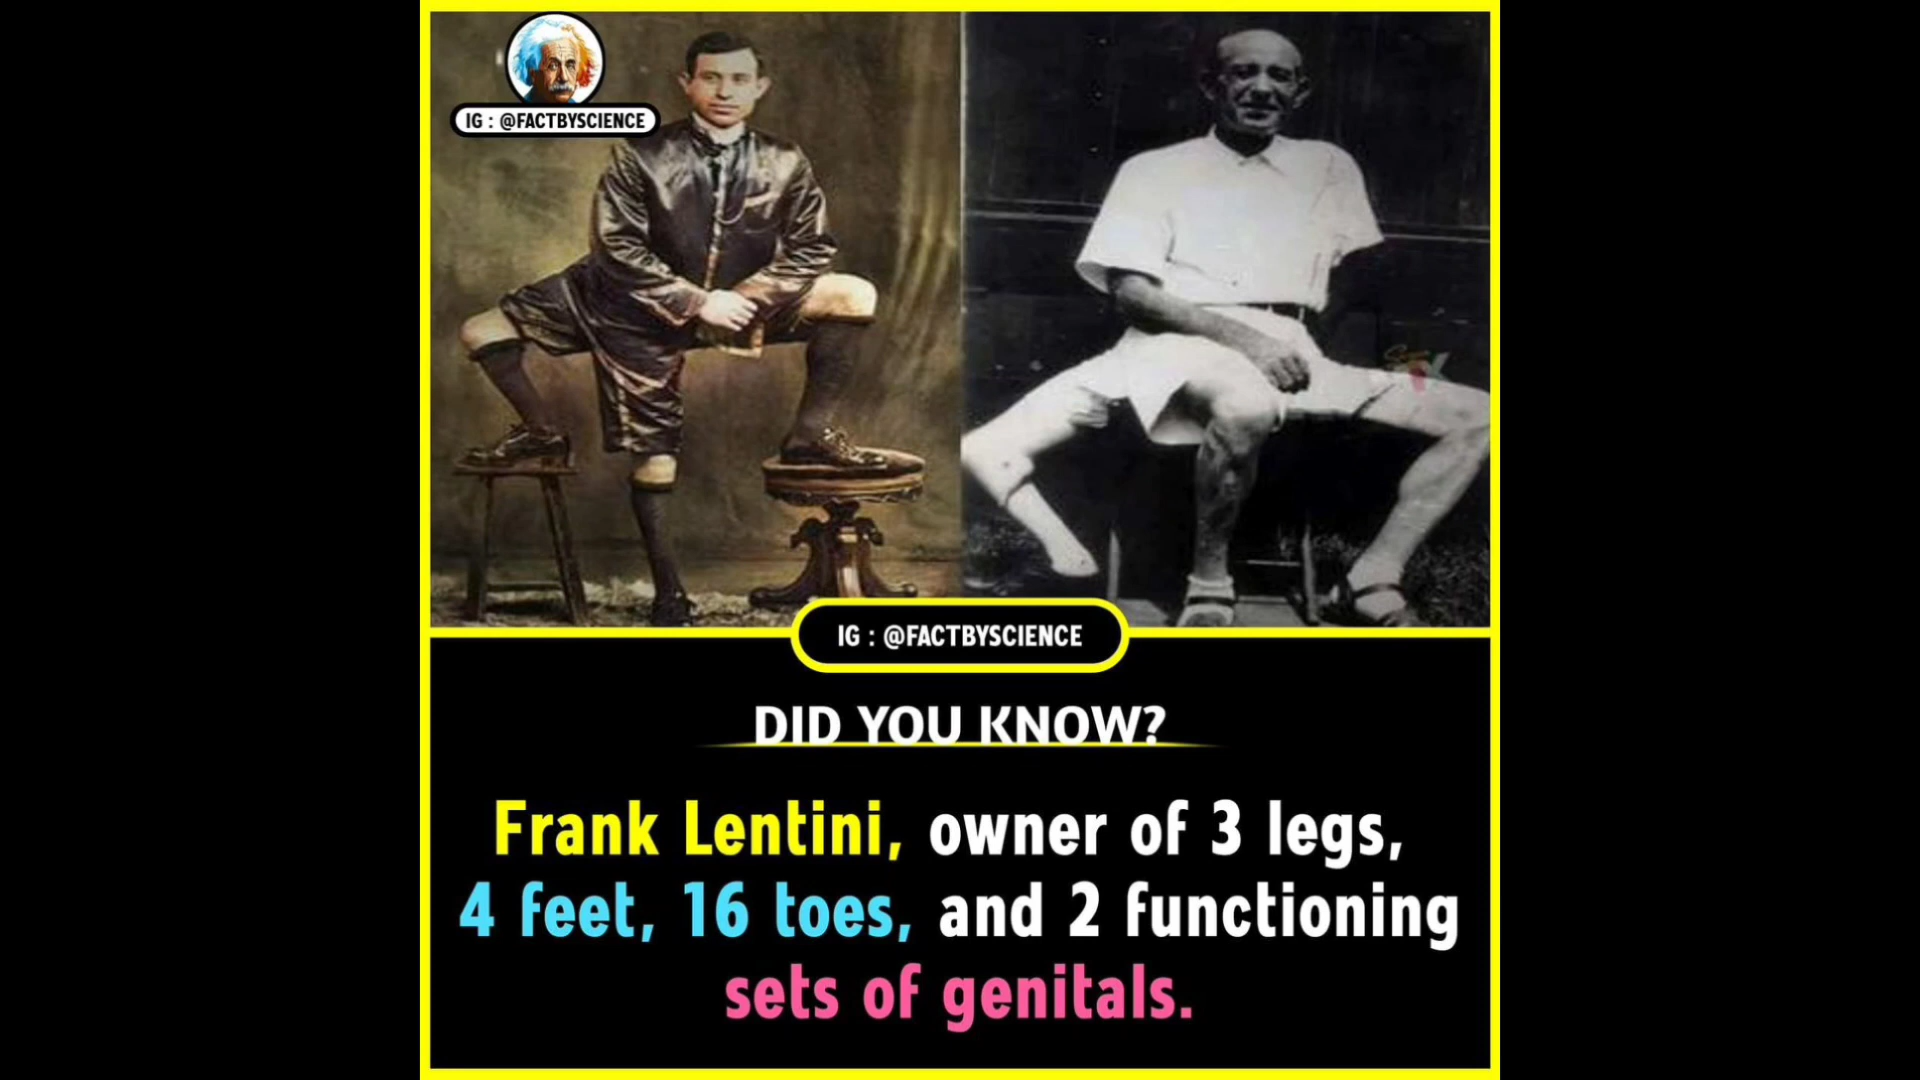 IG : @FACTBYSCIENCE
IG : @FACTBYSCIENCE
DID YOU KNOW?
Frank Lentini, owner of 3 legs,
4 feet, 16 toes, and 2 functioning
sets of genitals.